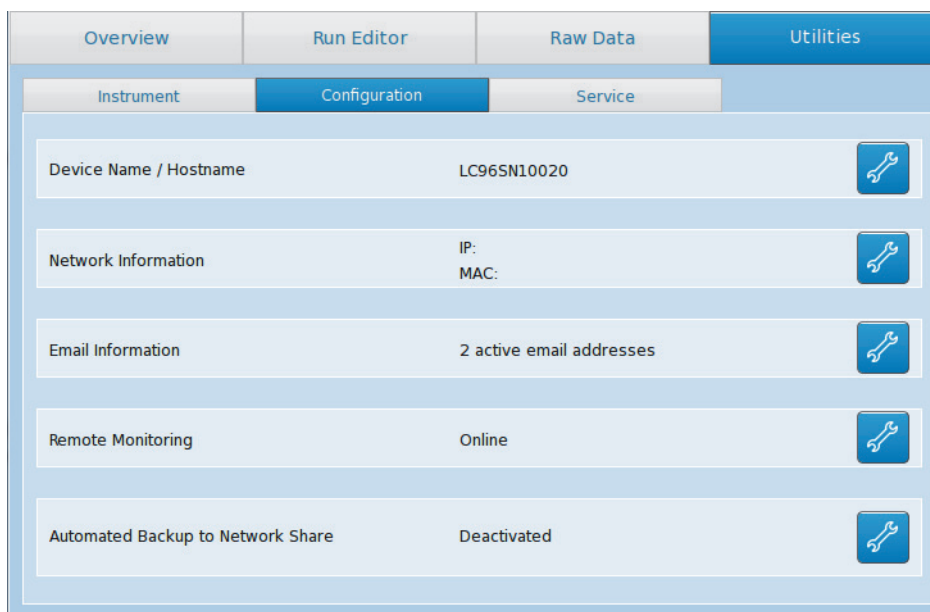 Overview Run Editor Raw Data Utilities
Instrument Configuration Service
Device Name / Hostname LC96SN10020
Network Information IP:
MAC:
Email Information 2 active email addresses
Remote Monitoring Online
Automated Backup to Network Share Deactivated